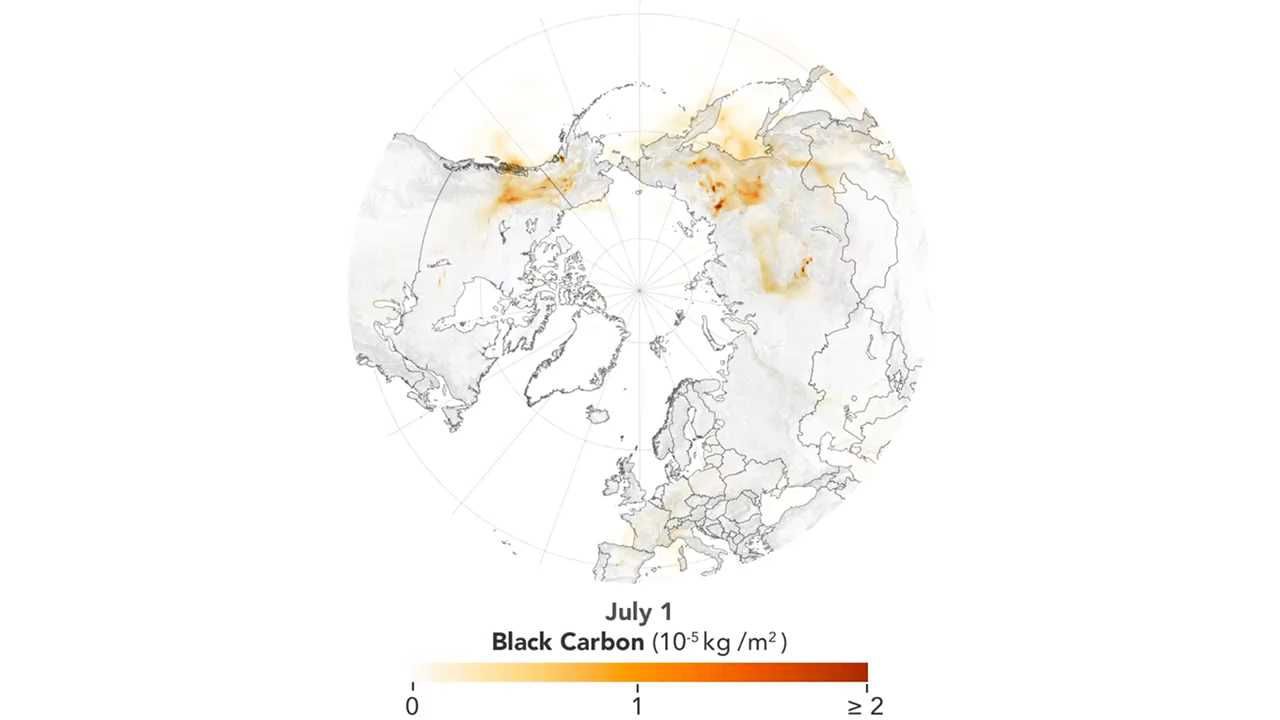 July 1
Black Carbon (10⁻⁵ kg /m²)
0 1 ≥ 2